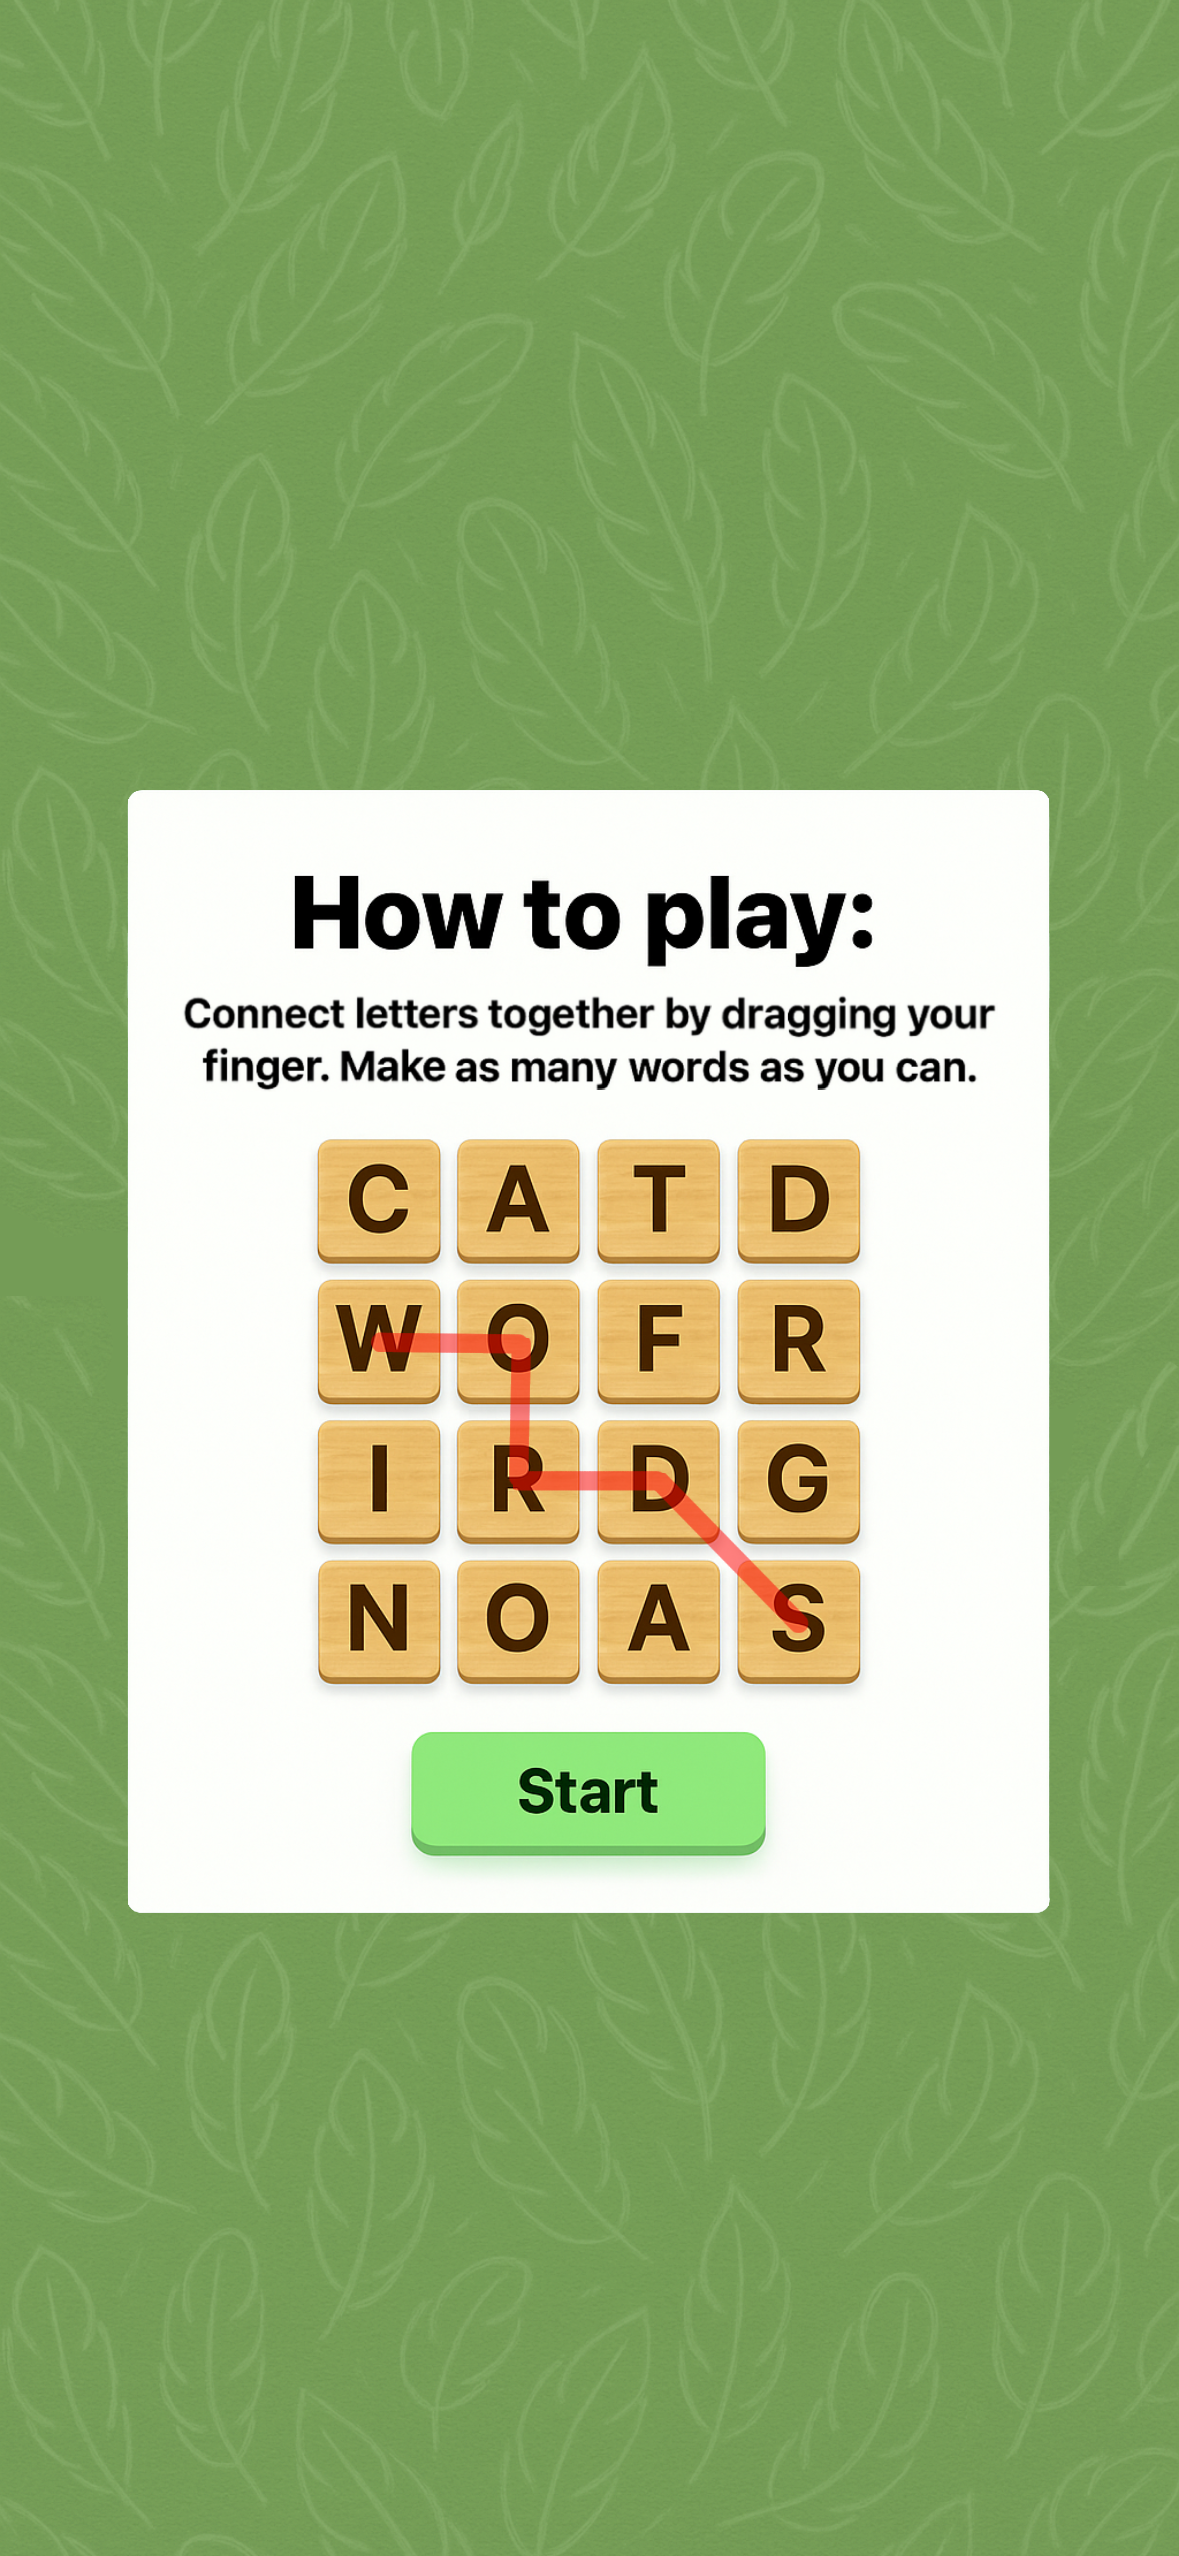 How to play:
Connect letters together by dragging your
finger. Make as many words as you can.
C A T D
W O F R
I R D G
N O A S
Start